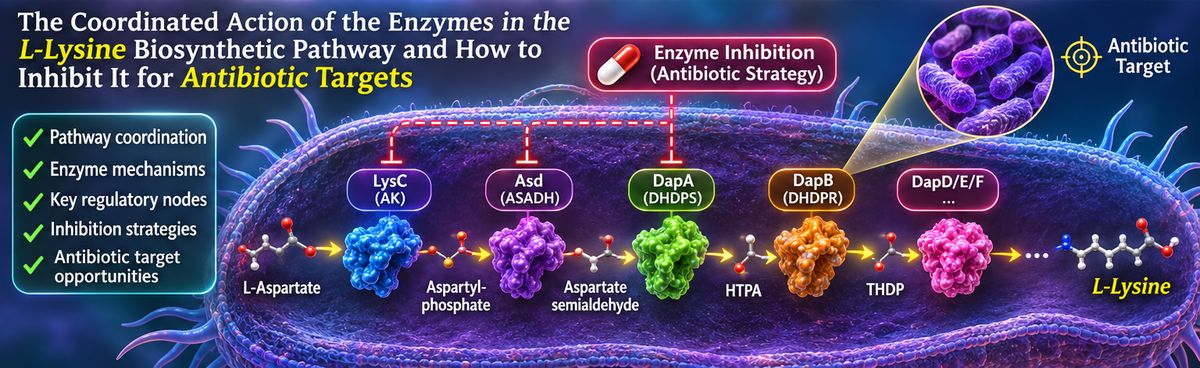 The Coordinated Action of the Enzymes in the
L-Lysine Biosynthetic Pathway and How to
Inhibit It for Antibiotic Targets
Enzyme Inhibition
(Antibiotic Strategy)
Antibiotic
Target
✓ Pathway coordination
✓ Enzyme mechanisms
✓ Key regulatory nodes
✓ Inhibition strategies
✓ Antibiotic target
opportunities
LysC
(AK)
Asd
(ASADH)
DapA
(DHDPS)
DapB
(DHDPR)
DapD/E/F
...
L-Aspartate
Aspartyl-
phosphate
Aspartate
semialdehyde
HTPA
THDP
...
L-Lysine